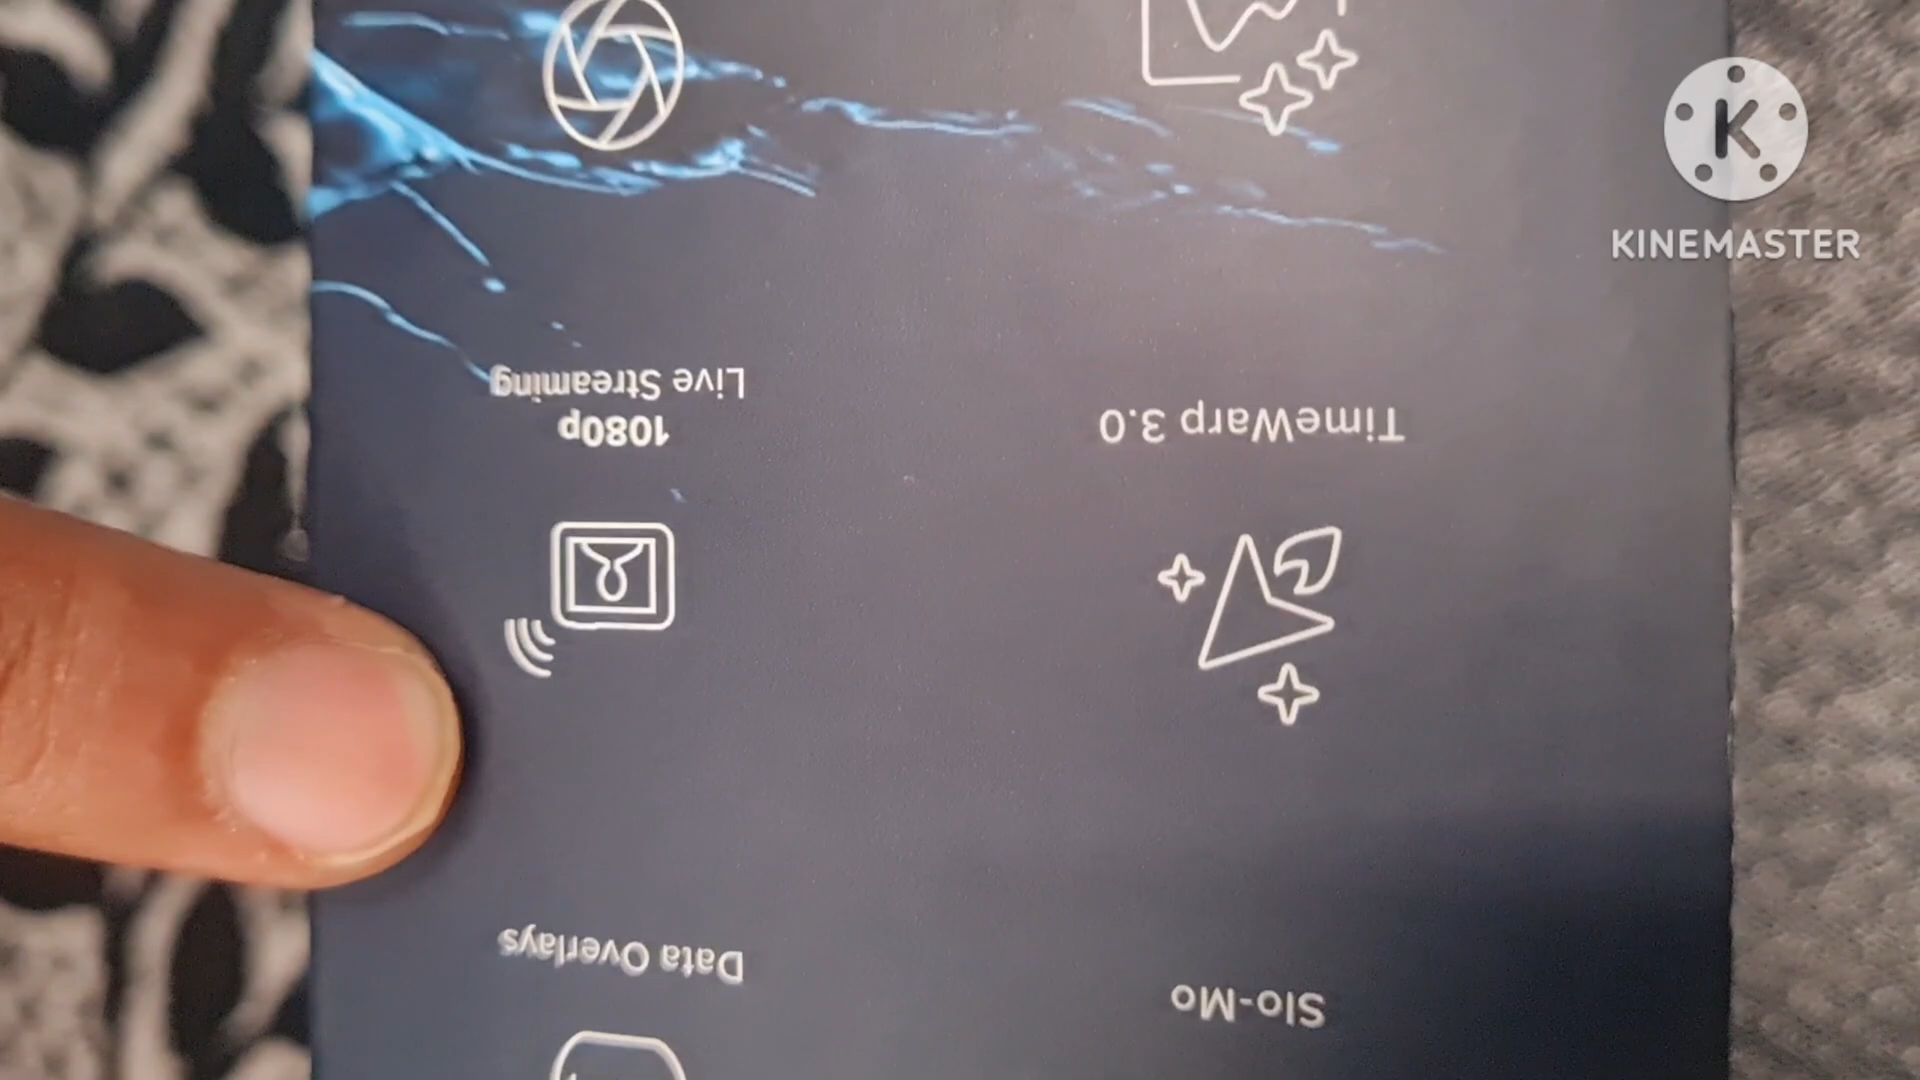 K
KINEMASTER
1080p
Live Streaming
TimeWarp 3.0
Data Overlays
Slo-Mo